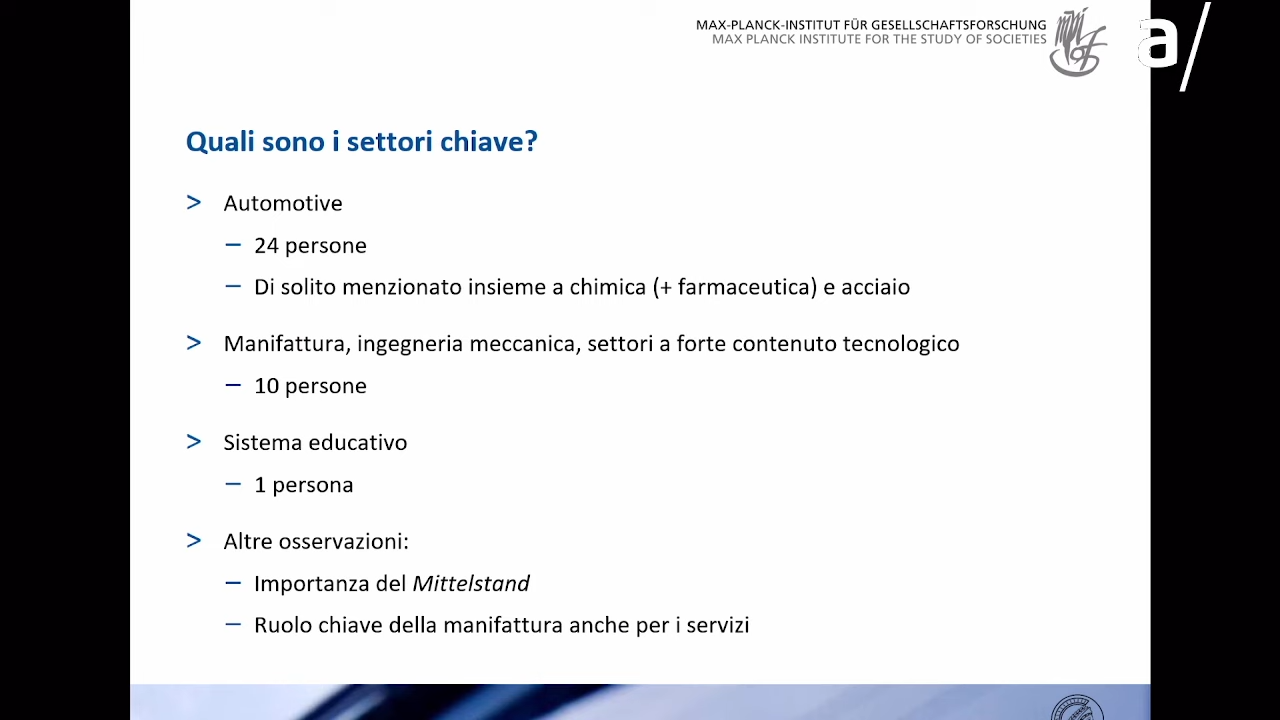 MAX-PLANCK-INSTITUT FÜR GESELLSCHAFTSFORSCHUNG
MAX PLANCK INSTITUTE FOR THE STUDY OF SOCIETIES
a/
Quali sono i settori chiave?
> Automotive
– 24 persone
– Di solito menzionato insieme a chimica (+ farmaceutica) e acciaio
> Manifattura, ingegneria meccanica, settori a forte contenuto tecnologico
– 10 persone
> Sistema educativo
– 1 persona
> Altre osservazioni:
– Importanza del Mittelstand
– Ruolo chiave della manifattura anche per i servizi